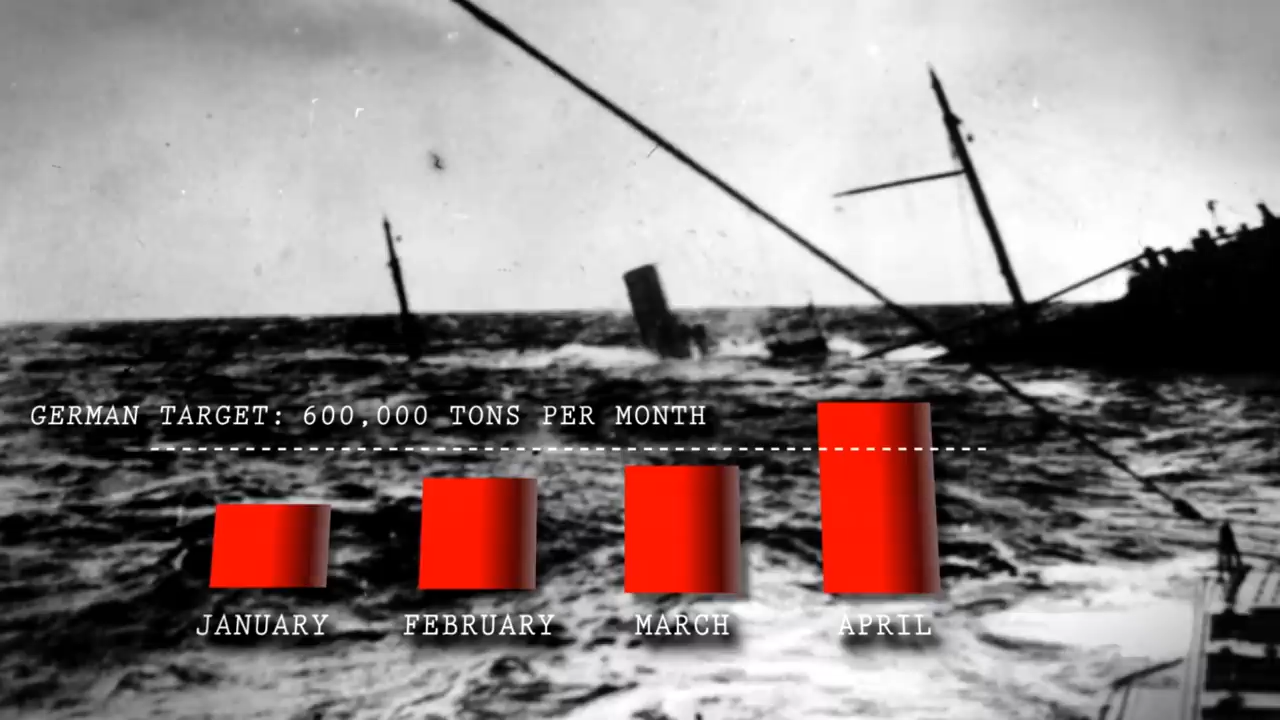 GERMAN TARGET: 600,000 TONS PER MONTH
JANUARY FEBRUARY MARCH APRIL